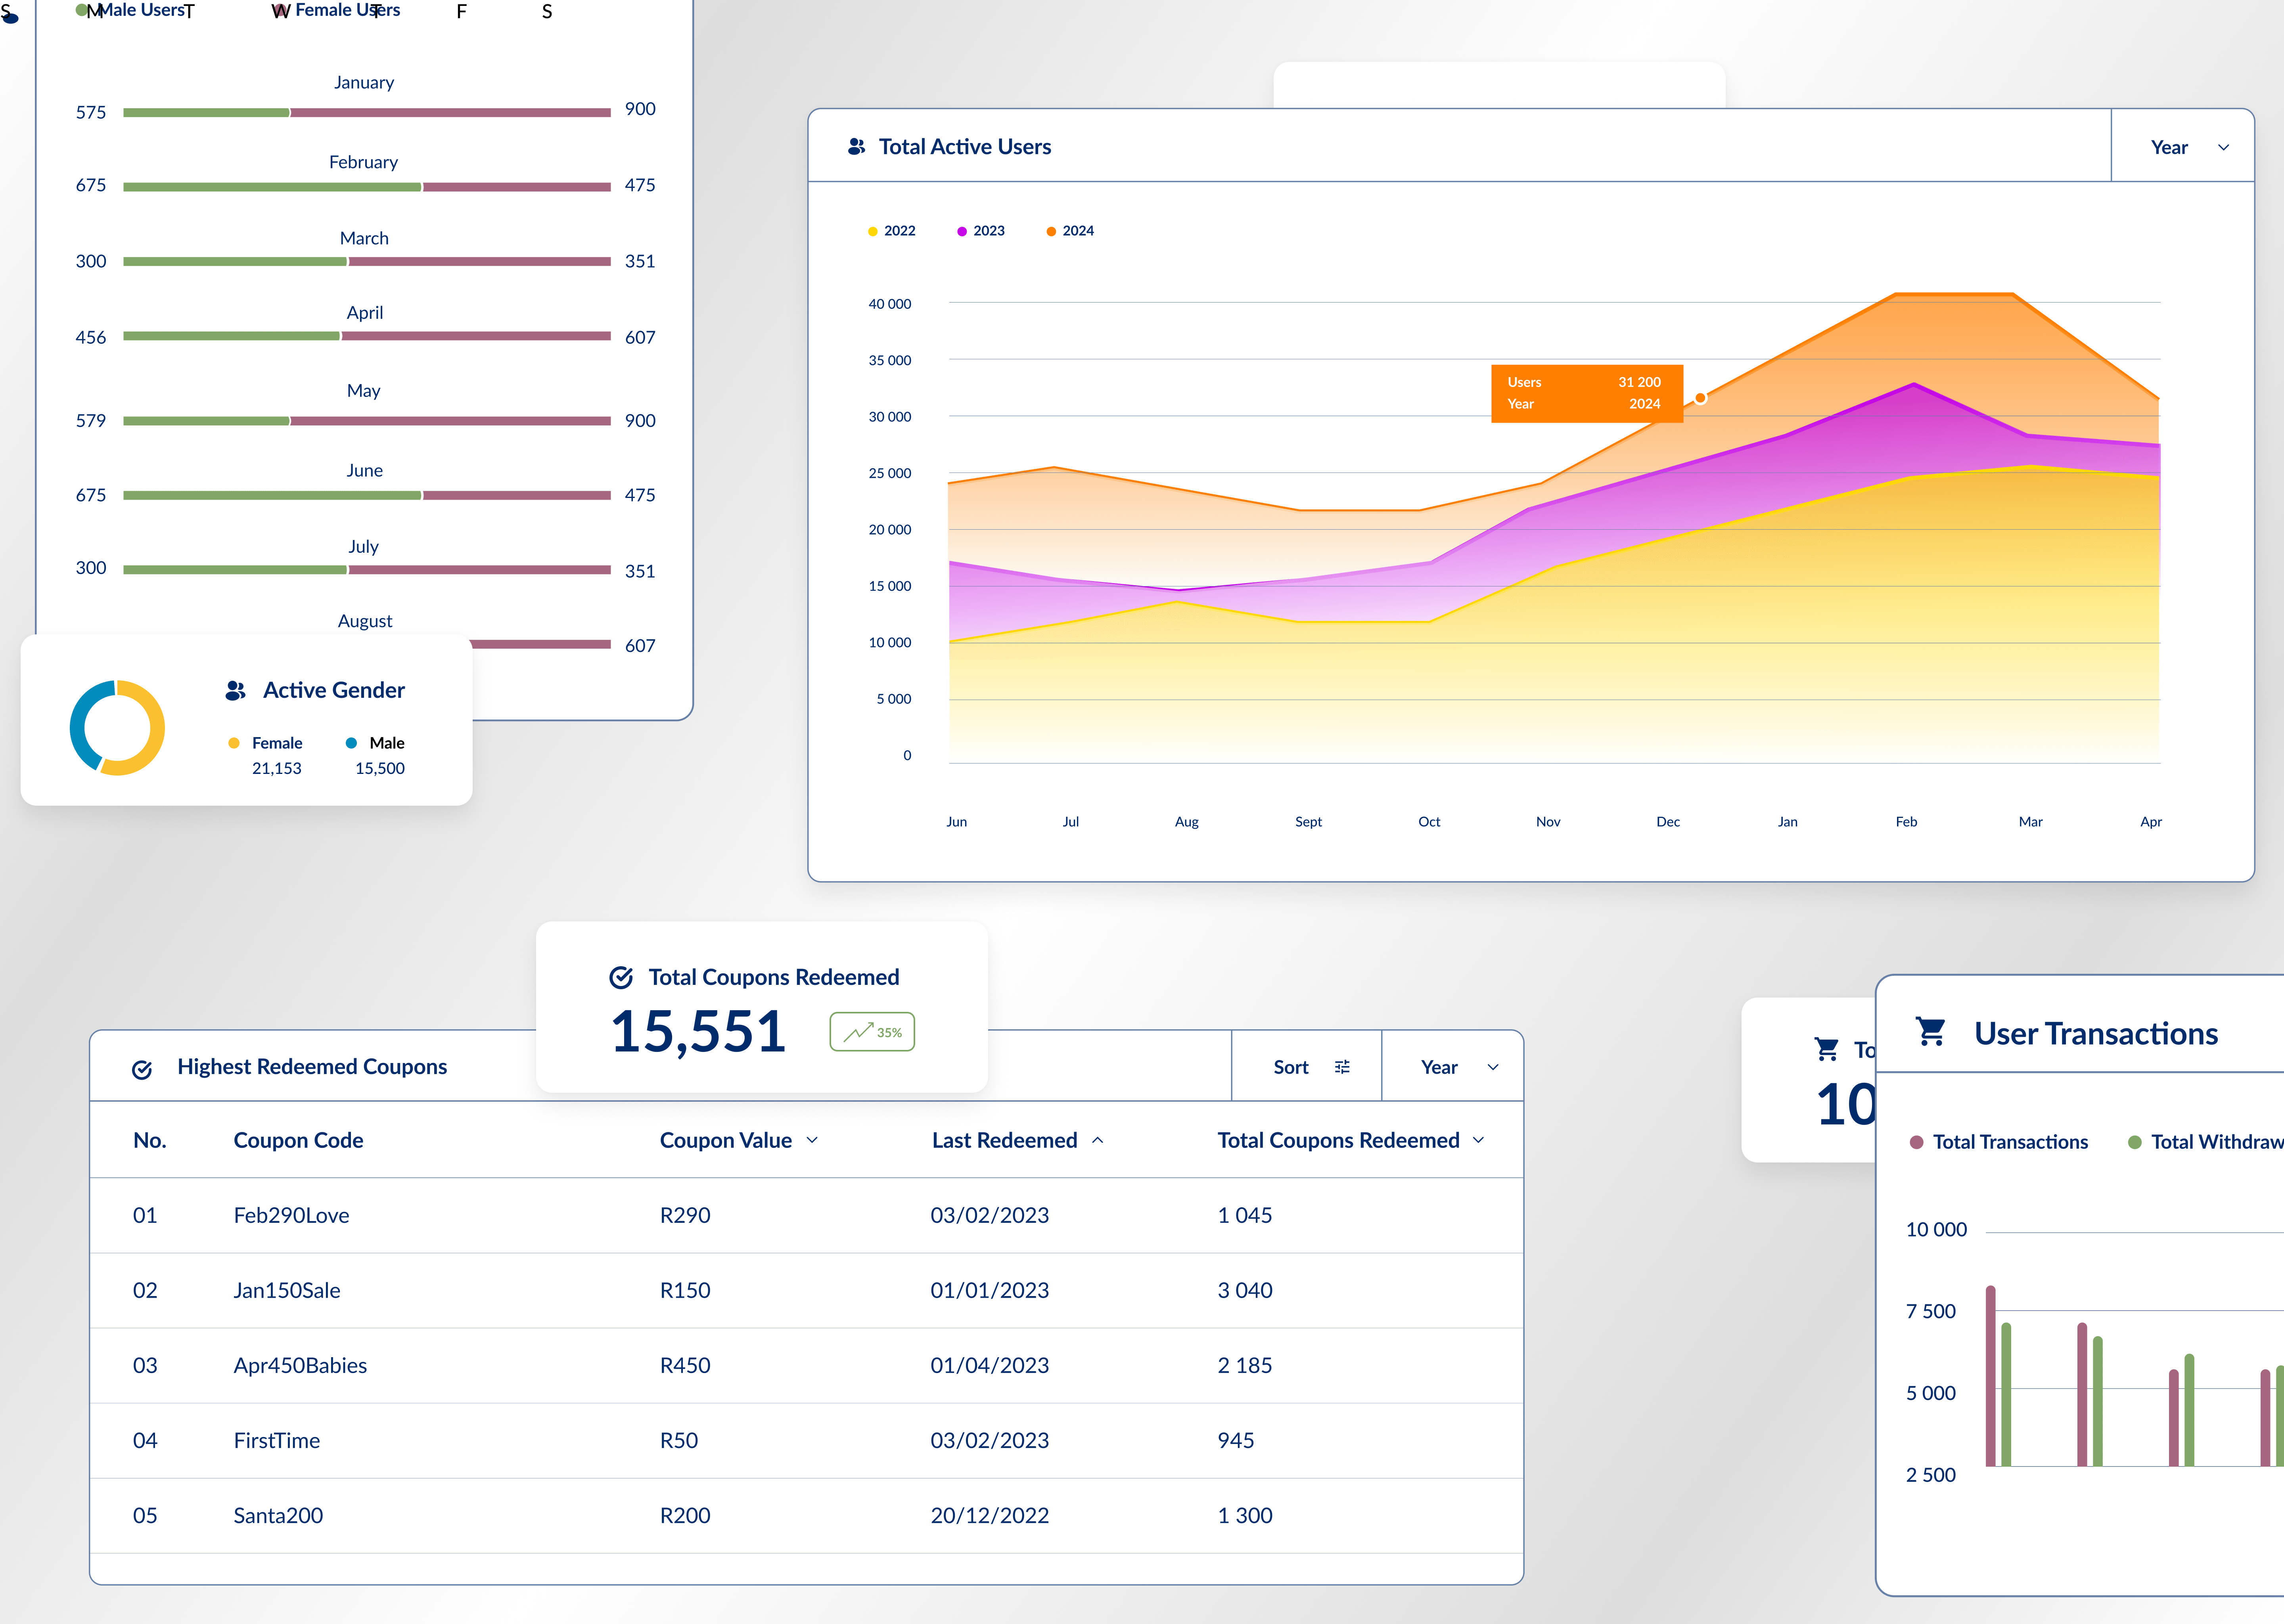 S M T W T F S
Male Users Female Users
January
575 900
February
675 475
March
300 351
April
456 607
May
579 900
June
675 475
July
300 351
August
607
Active Gender
Female Male
21,153 15,500
Total Active Users Year
2022 2023 2024
40 000
35 000
30 000
25 000
20 000
15 000
10 000
5 000
0
Users 31 200
Year 2024
Jun Jul Aug Sept Oct Nov Dec Jan Feb Mar Apr
Total Coupons Redeemed
15,551 35%
Highest Redeemed Coupons Sort Year
No. Coupon Code Coupon Value Last Redeemed Total Coupons Redeemed
01 Feb290Love R290 03/02/2023 1 045
02 Jan150Sale R150 01/01/2023 3 040
03 Apr450Babies R450 01/04/2023 2 185
04 FirstTime R50 03/02/2023 945
05 Santa200 R200 20/12/2022 1 300
To
10
User Transactions
Total Transactions Total Withdraw
10 000
7 500
5 000
2 500